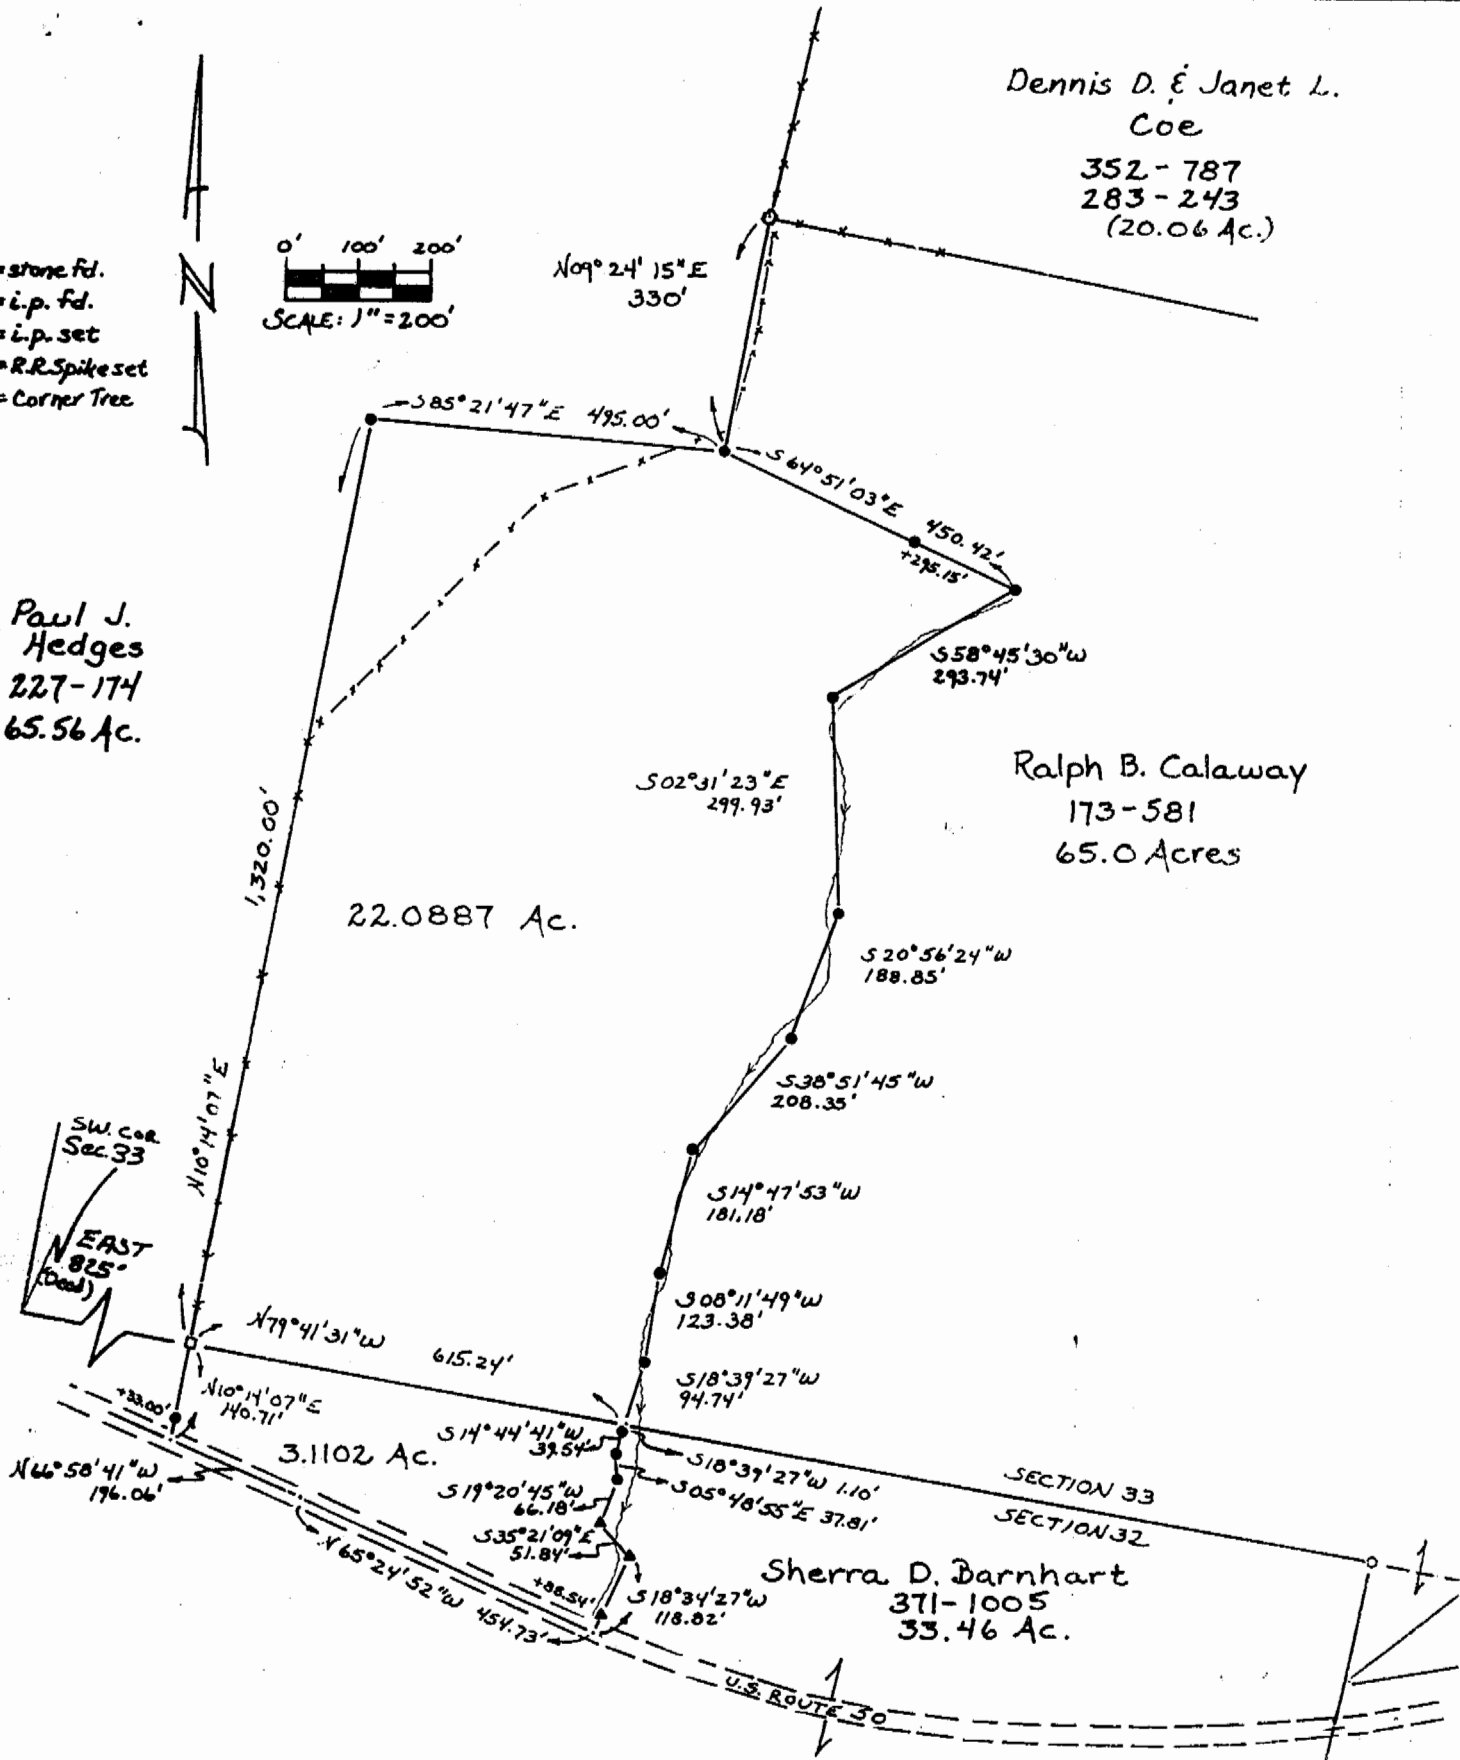 Dennis D. & Janet L.
Coe
352-787
283-243
(20.06 Ac.)
= stone fd.
= i.p. fd.
= i.p. set
= R.R. Spike set
= Corner Tree
N
0' 100' 200'
SCALE: 1"=200'
N09°24'15"E
330'
S85°21'47"E 495.00'
S64°51'03"E 450.42'
+295.15'
Paul J.
Hedges
227-174
65.56 Ac.
S58°45'30"W
293.74'
S02°31'23"E
299.93'
Ralph B. Calaway
173-581
65.0 Acres
N10°14'07"E 1,320.00'
22.0887 Ac.
S20°56'24"W
188.85'
S38°51'45"W
208.35'
SW. COR.
Sec. 33
S14°47'53"W
181.18'
EAST
825'
(Deed)
S08°11'49"W
123.38'
N79°41'31"W 615.24'
S18°39'27"W
94.74'
+33.00'
N10°14'07"E
140.71'
3.1102 Ac.
S14°44'41"W
39.54'
S18°39'27"W 1.10'
S05°48'55"E 37.81'
N66°58'41"W
196.06'
S19°20'45"W
66.18'
S35°21'09"E
51.84'
SECTION 33
SECTION 32
N65°24'52"W 454.73'
+88.54'
S18°34'27"W
118.82'
Sherra D. Barnhart
371-1005
33.46 Ac.
U.S. ROUTE 50